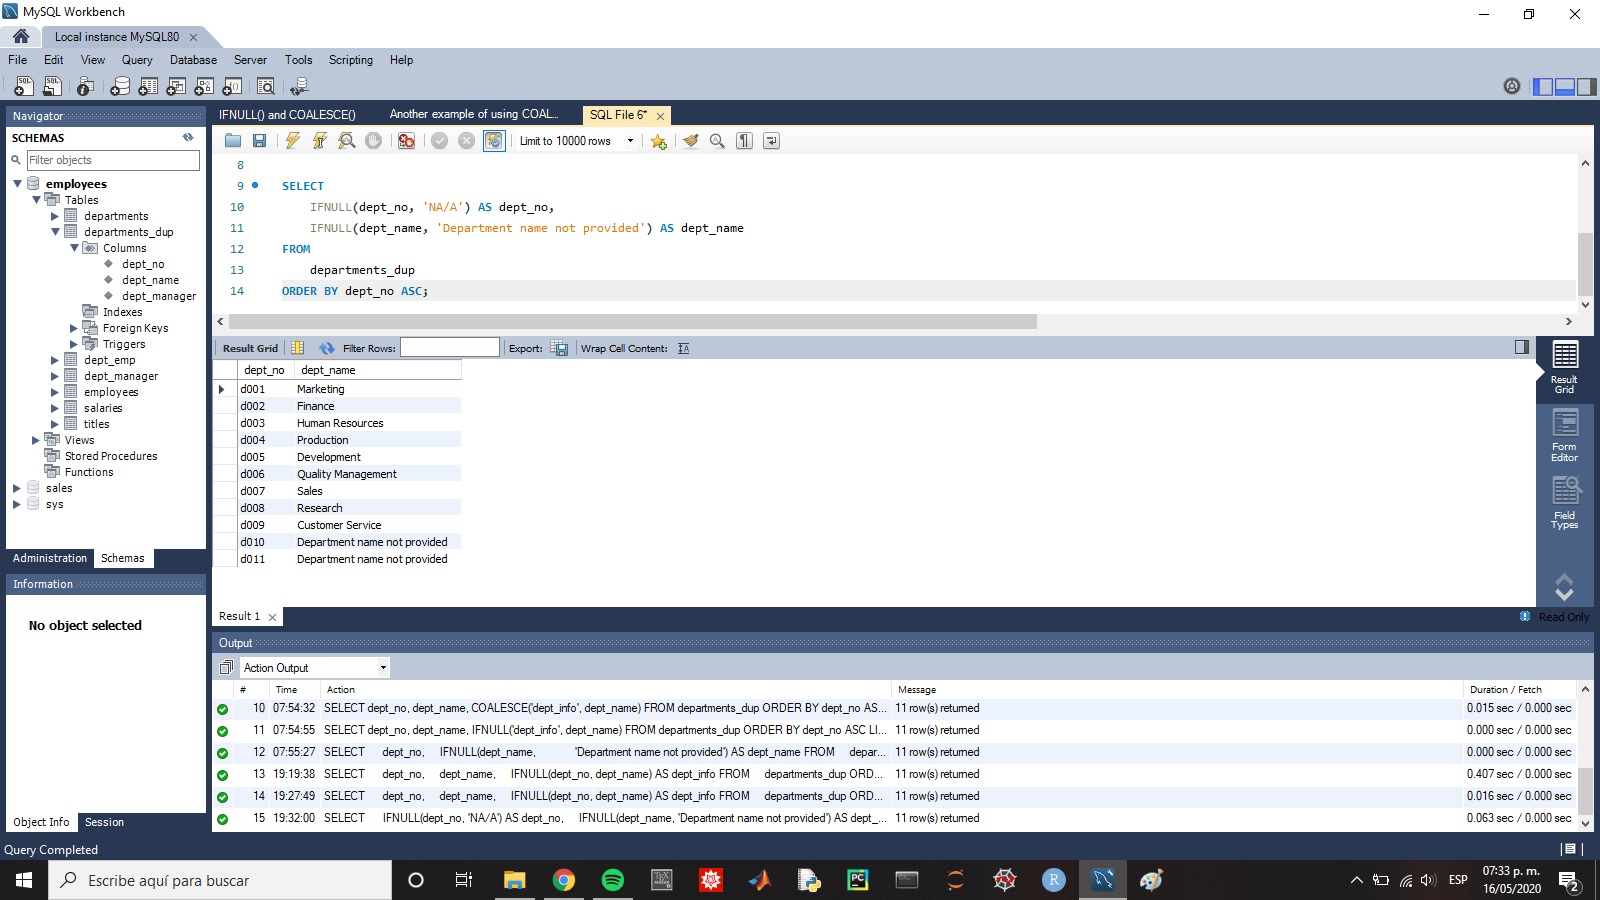 MySQL Workbench
Local instance MySQL80
File Edit View Query Database Server Tools Scripting Help
Navigator
SCHEMAS
Filter objects
employees
Tables
departments
departments_dup
Columns
dept_no
dept_name
dept_manager
Indexes
Foreign Keys
Triggers
dept_emp
dept_manager
employees
salaries
titles
Views
Stored Procedures
Functions
sales
sys
Administration Schemas
Information
No object selected
Object Info Session
IFNULL() and COALESCE() Another example of using COAL... SQL File 6*
Limit to 10000 rows
8
9 SELECT
10 IFNULL(dept_no, 'NA/A') AS dept_no,
11 IFNULL(dept_name, 'Department name not provided') AS dept_name
12 FROM
13 departments_dup
14 ORDER BY dept_no ASC;
Result Grid Filter Rows: Export: Wrap Cell Content:
dept_no dept_name
d001 Marketing
d002 Finance
d003 Human Resources
d004 Production
d005 Development
d006 Quality Management
d007 Sales
d008 Research
d009 Customer Service
d010 Department name not provided
d011 Department name not provided
Result Grid
Form Editor
Field Types
Result 1
Read Only
Output
Action Output
# Time Action Message Duration / Fetch
10 07:54:32 SELECT dept_no, dept_name, COALESCE('dept_info', dept_name) FROM departments_dup ORDER BY dept_no AS... 11 row(s) returned 0.015 sec / 0.000 sec
11 07:54:55 SELECT dept_no, dept_name, IFNULL('dept_info', dept_name) FROM departments_dup ORDER BY dept_no ASC LI... 11 row(s) returned 0.000 sec / 0.000 sec
12 07:55:27 SELECT dept_no, IFNULL(dept_name, 'Department name not provided') AS dept_name FROM depar... 11 row(s) returned 0.000 sec / 0.000 sec
13 19:19:38 SELECT dept_no, dept_name, IFNULL(dept_no, dept_name) AS dept_info FROM departments_dup ORD... 11 row(s) returned 0.407 sec / 0.000 sec
14 19:27:49 SELECT dept_no, dept_name, IFNULL(dept_no, dept_name) AS dept_info FROM departments_dup ORD... 11 row(s) returned 0.016 sec / 0.000 sec
15 19:32:00 SELECT IFNULL(dept_no, 'NA/A') AS dept_no, IFNULL(dept_name, 'Department name not provided') AS dept_... 11 row(s) returned 0.063 sec / 0.000 sec
Query Completed
Escribe aquí para buscar
ESP
07:33 p. m.
16/05/2020
2